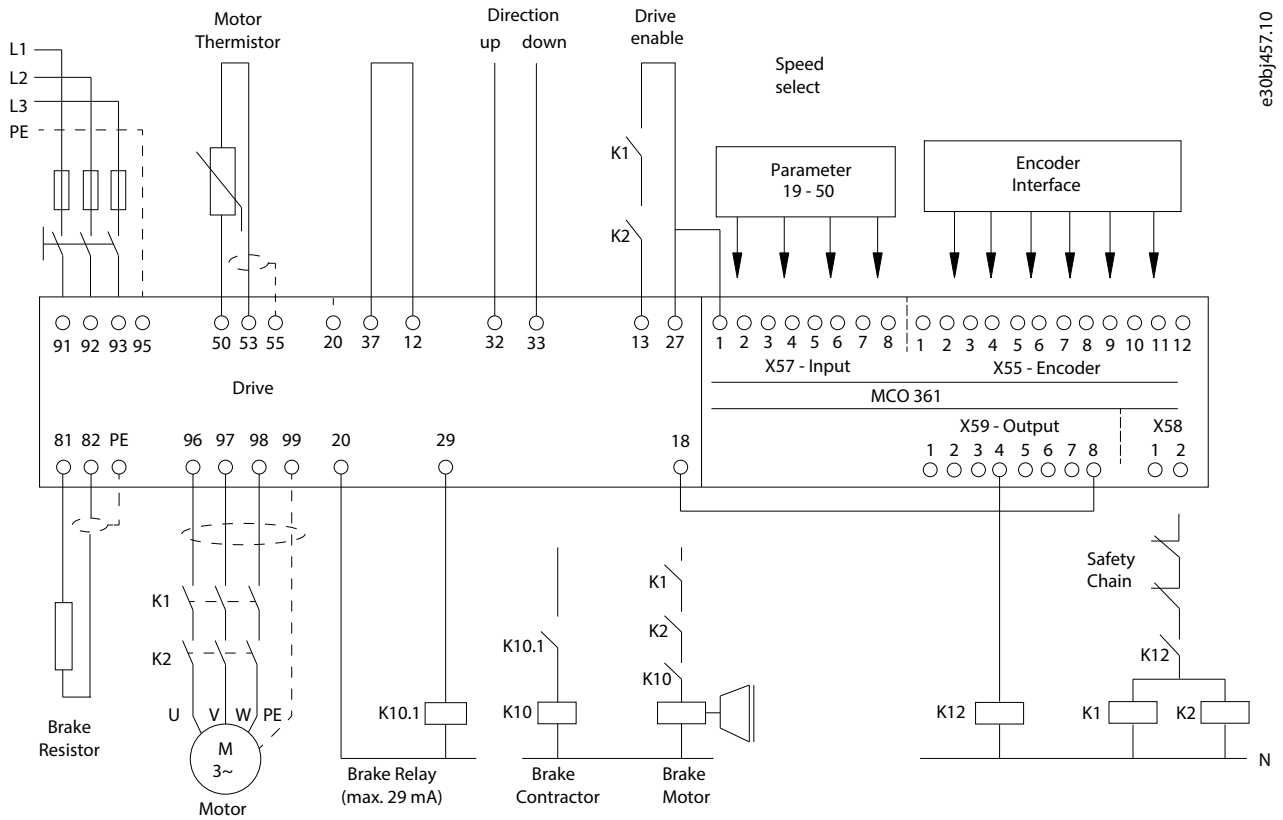 Motor
Thermistor
Direction
up down
Drive
enable
Speed
select
e30bj457.10
L1
L2
L3
PE
K1
K2
Parameter
19 - 50
Encoder
Interface
91 92 93 95 50 53 55 20 37 12 32 33 13 27 1 2 3 4 5 6 7 8 1 2 3 4 5 6 7 8 9 10 11 12
X57 - Input
X55 - Encoder
Drive
MCO 361
X59 - Output
X58
81 82 PE 96 97 98 99 20 29 18
1 2 3 4 5 6 7 8 1 2
Safety
Chain
K1
K2
K1
K2
K10.1
K10
K12
U V W PE
K10.1
K10
K12
K1
K2
Brake
Resistor
M
3~
Motor
Brake Relay
(max. 29 mA)
Brake
Contractor
Brake
Motor
N